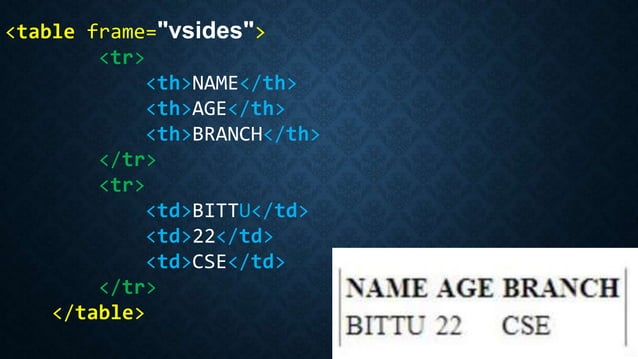 <table frame="vsides">
<tr>
<th>NAME</th>
<th>AGE</th>
<th>BRANCH</th>
</tr>
<tr>
<td>BITTU</td>
<td>22</td>
<td>CSE</td>
</tr>
</table>
NAME AGE BRANCH
BITTU 22 CSE